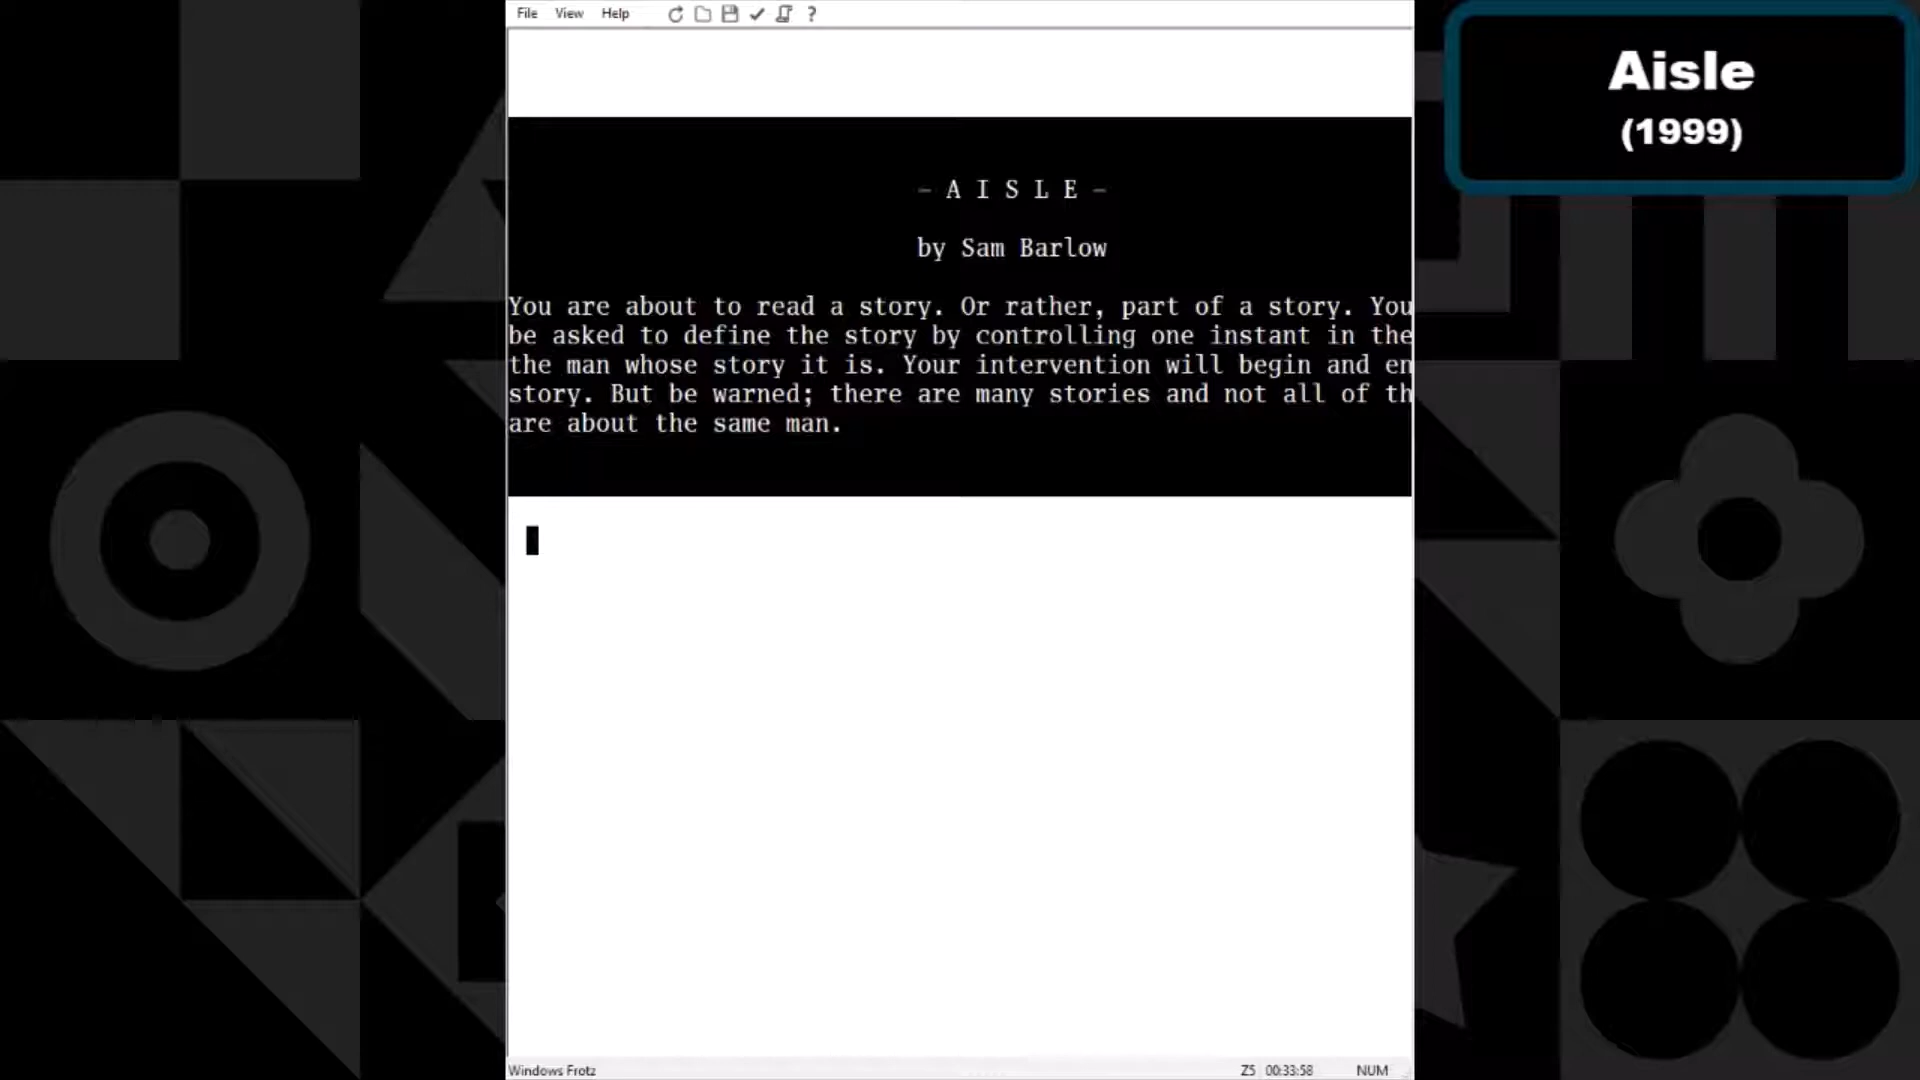 File View Help ?
Aisle
(1999)
- A I S L E -
by Sam Barlow
You are about to read a story. Or rather, part of a story. You
be asked to define the story by controlling one instant in the
the man whose story it is. Your intervention will begin and en
story. But be warned; there are many stories and not all of th
are about the same man.
Windows Frotz Z5 00:33:58 NUM